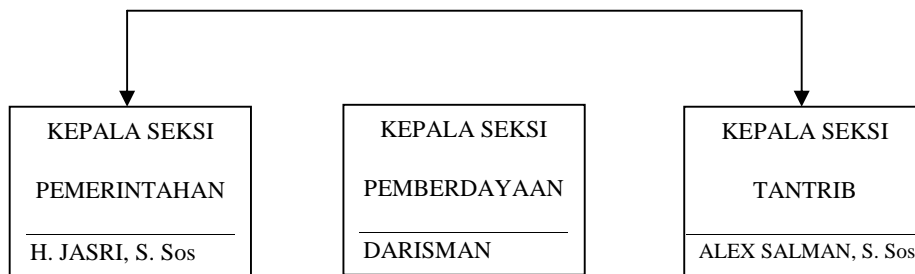 KEPALA SEKSI
PEMERINTAHAN
H. JASRI, S. Sos
KEPALA SEKSI
PEMBERDAYAAN
DARISMAN
KEPALA SEKSI
TANTRIB
ALEX SALMAN, S. Sos